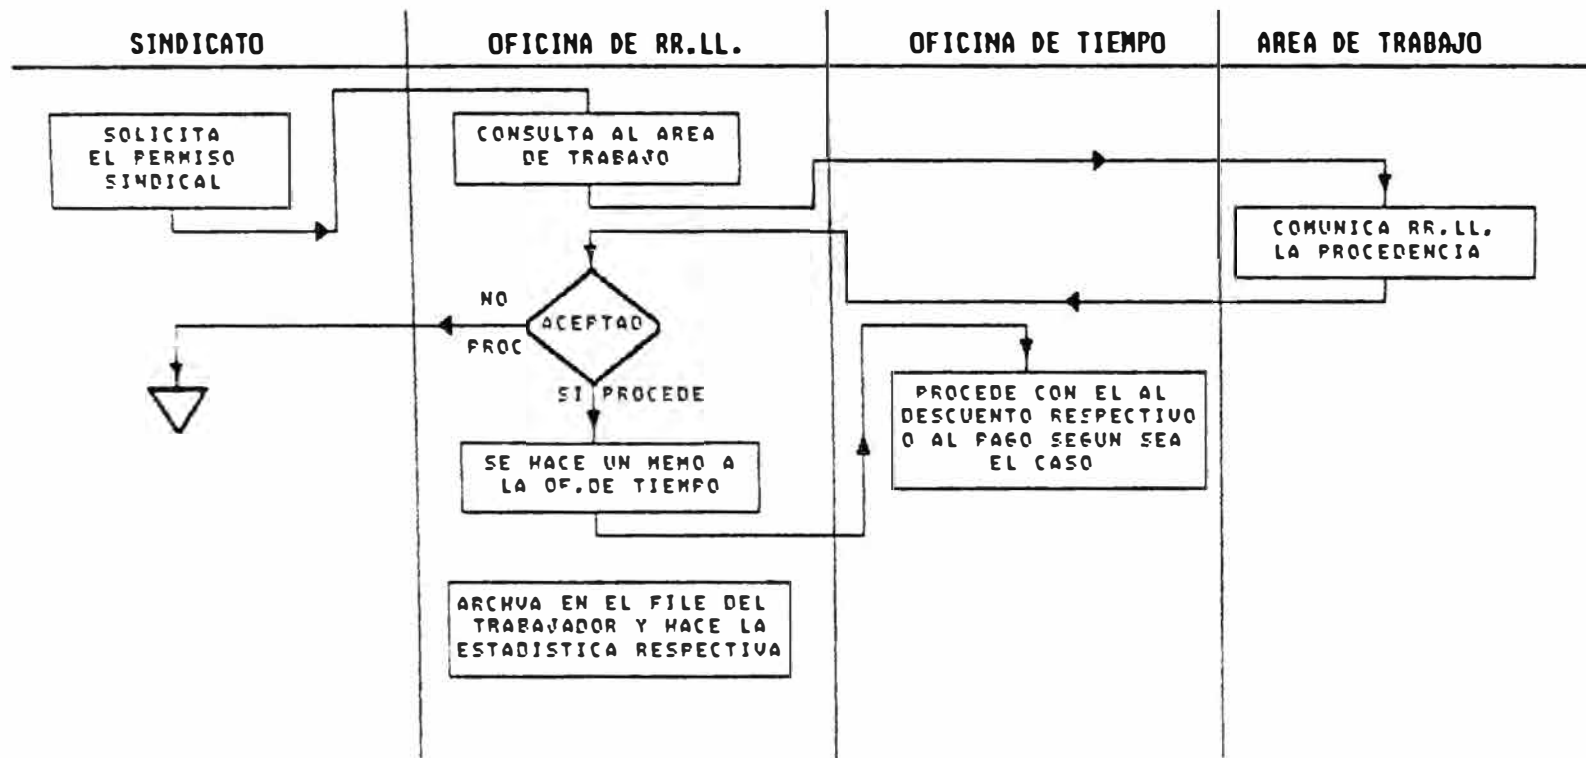 SINDICATO
OFICINA DE RR.LL.
OFICINA DE TIEMPO
AREA DE TRABAJO
SOLICITA
EL PERMISO
SINDICAL
CONSULTA AL AREA
DE TRABAJO
COMUNICA RR.LL.
LA PROCEDENCIA
NO
PROC
ACEPTAD
SI PROCEDE
PROCEDE CON EL AL
DESCUENTO RESPECTIVO
O AL PAGO SEGUN SEA
EL CASO
SE HACE UN MEMO A
LA OF.DE TIEMPO
ARCHVA EN EL FILE DEL
TRABAJADOR Y HACE LA
ESTADISTICA RESPECTIVA